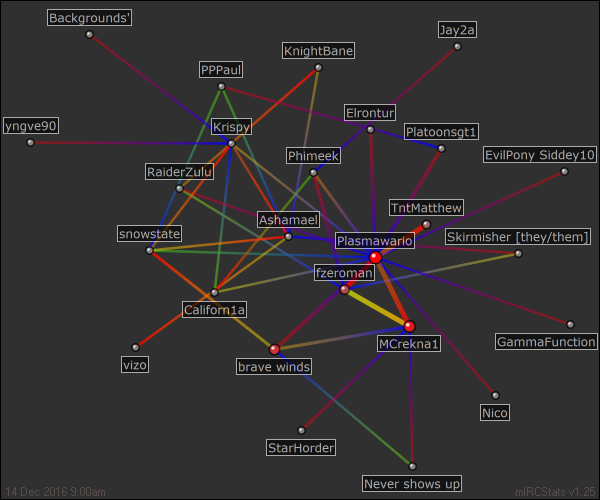 Backgrounds'
Jay2a
KnightBane
PPPaul
Elrontur
yngve90
Krispy
Platoonsgt1
Phimeek
EvilPony Siddey10
RaiderZulu
TntMatthew
Ashamael
snowstate
Plasmawario
Skirmisher [they/them]
fzeroman
Californ1a
GammaFunction
MCrekna1
vizo
brave winds
Nico
StarHorder
Never shows up
14 Dec 2016 9:00am
mIRCStats v1.25